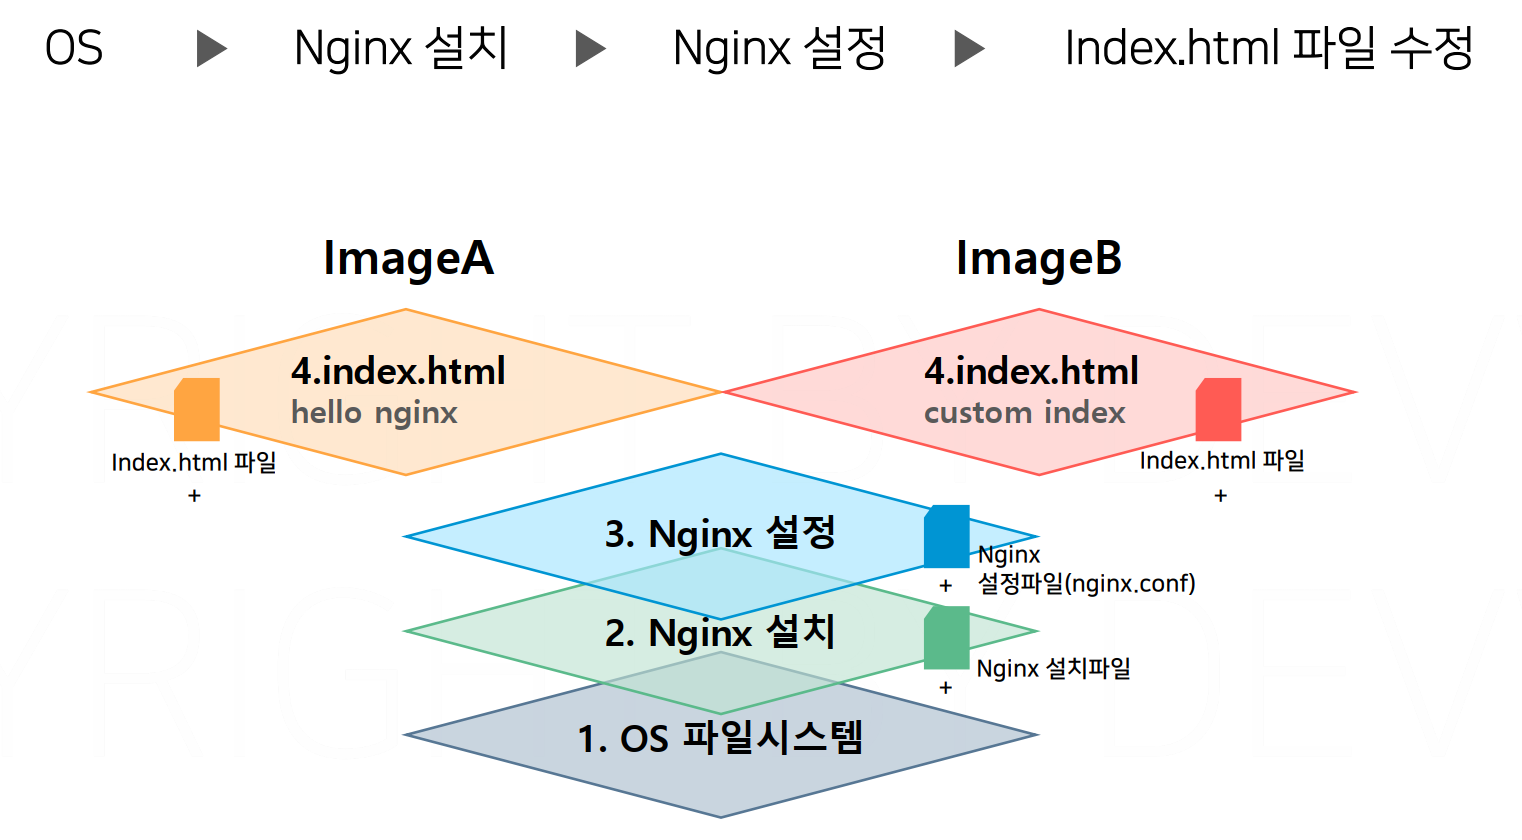 OS ▶ Nginx 설치 ▶ Nginx 설정 ▶ Index.html 파일 수정
ImageA
ImageB
4.index.html
hello nginx
Index.html 파일
+
4.index.html
custom index
Index.html 파일
+
3. Nginx 설정
Nginx
설정파일(nginx.conf)
+
2. Nginx 설치
Nginx 설치파일
+
1. OS 파일시스템